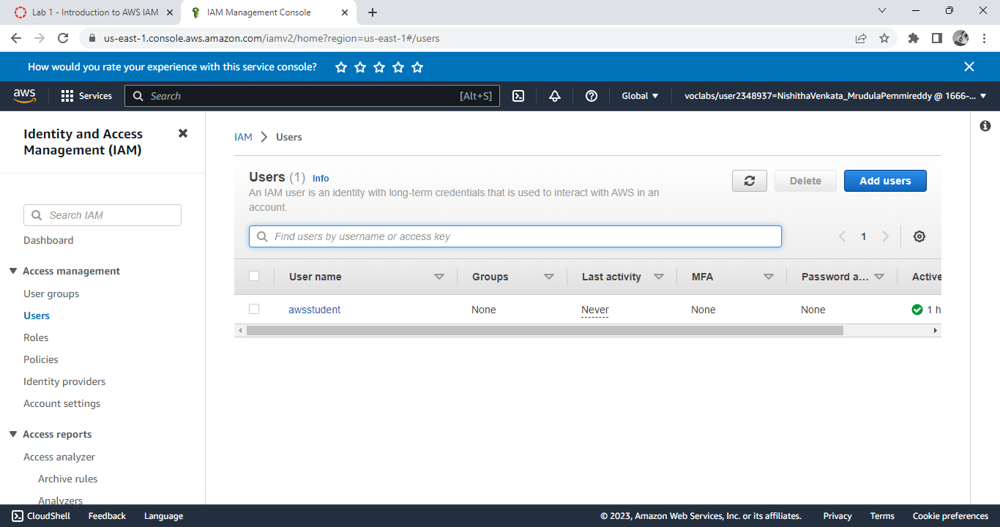 Lab 1 - Introduction to AWS IAM
IAM Management Console
us-east-1.console.aws.amazon.com/iamv2/home?region=us-east-1#/users
How would you rate your experience with this service console?
aws
Services
Search
[Alt+S]
Global
voclabs/user2348937=NishithaVenkata_MrudulaPemmireddy @ 1666-...
Identity and Access
Management (IAM)
Search IAM
Dashboard
Access management
User groups
Users
Roles
Policies
Identity providers
Account settings
Access reports
Access analyzer
Archive rules
Analyzers
IAM > Users
Users (1) Info
An IAM user is an identity with long-term credentials that is used to interact with AWS in an
account.
Delete
Add users
Find users by username or access key
1
User name Groups Last activity MFA Password a... Active
awsstudent None Never None None 1 h
CloudShell Feedback Language
© 2023, Amazon Web Services, Inc. or its affiliates. Privacy Terms Cookie preferences